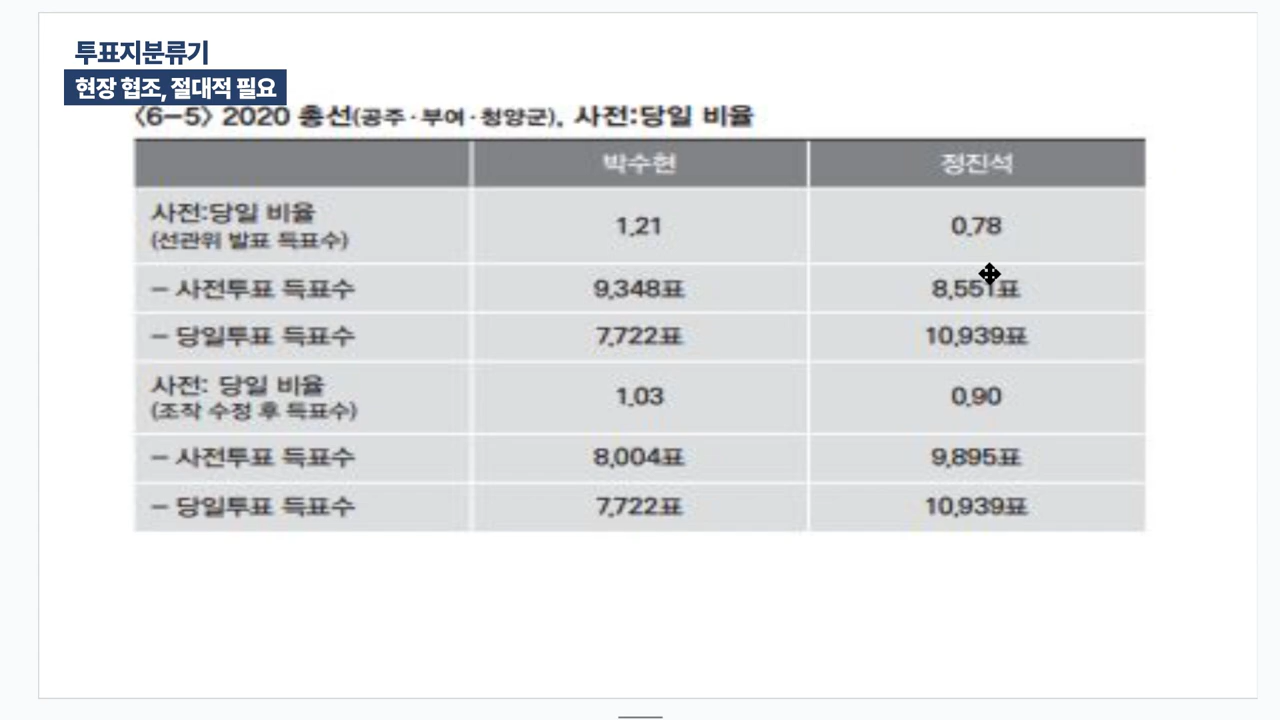 투표지분류기
현장 협조, 절대적 필요
〈6-5〉 2020 총선(공주·부여·청양군), 사전:당일 비율
박수현 정진석
사전:당일 비율
(선관위 발표 득표수) 1.21 0.78
- 사전투표 득표수 9,348표 8,551표
- 당일투표 득표수 7,722표 10,939표
사전: 당일 비율
(조작 수정 후 득표수) 1.03 0.90
- 사전투표 득표수 8,004표 9,895표
- 당일투표 득표수 7,722표 10,939표